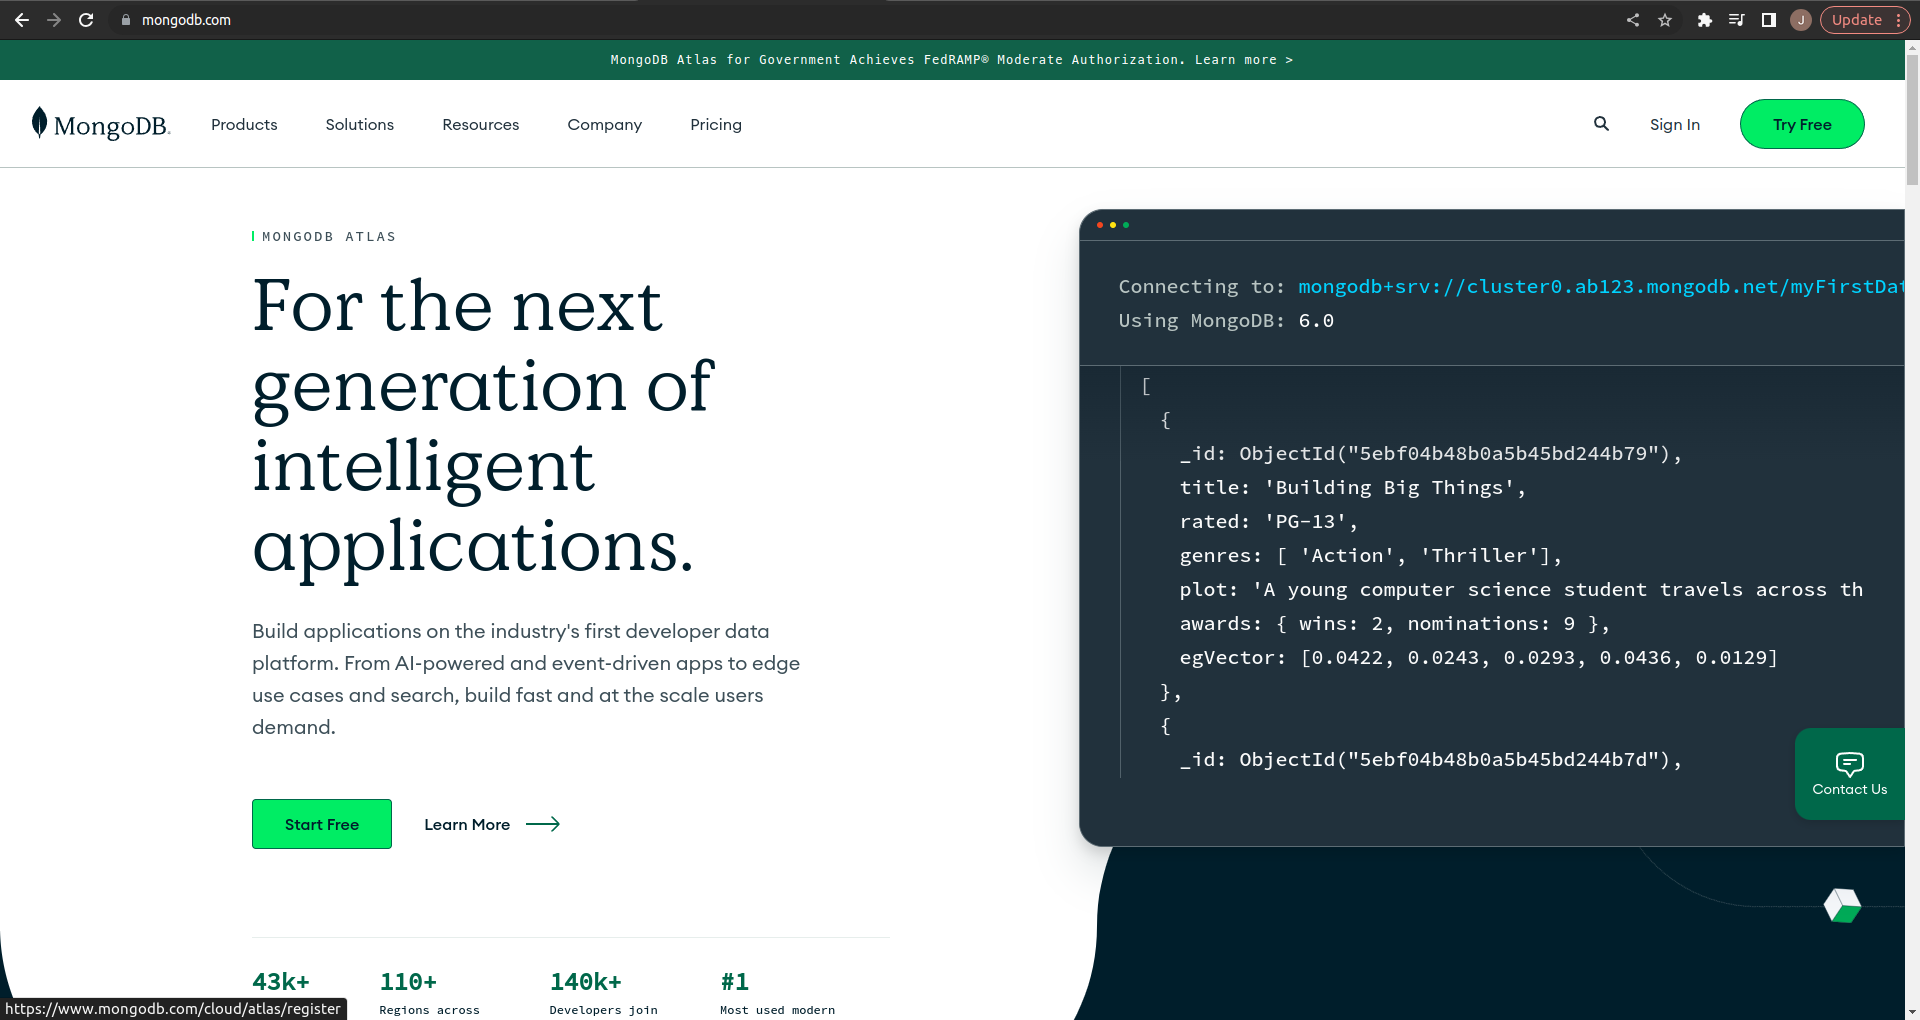 mongodb.com
J
Update
MongoDB Atlas for Government Achieves FedRAMP® Moderate Authorization. Learn more >
MongoDB.
Products
Solutions
Resources
Company
Pricing
Sign In
Try Free
MONGODB ATLAS
For the next
generation of
intelligent
applications.
Build applications on the industry's first developer data
platform. From AI-powered and event-driven apps to edge
use cases and search, build fast and at the scale users
demand.
Start Free
Learn More
43k+
110+
Regions across
140k+
Developers join
#1
Most used modern
https://www.mongodb.com/cloud/atlas/register
Connecting to: mongodb+srv://cluster0.ab123.mongodb.net/myFirstDat
Using MongoDB: 6.0
[
{
_id: ObjectId("5ebf04b48b0a5b45bd244b79"),
title: 'Building Big Things',
rated: 'PG-13',
genres: [ 'Action', 'Thriller'],
plot: 'A young computer science student travels across th
awards: { wins: 2, nominations: 9 },
egVector: [0.0422, 0.0243, 0.0293, 0.0436, 0.0129]
},
{
_id: ObjectId("5ebf04b48b0a5b45bd244b7d"),
Contact Us